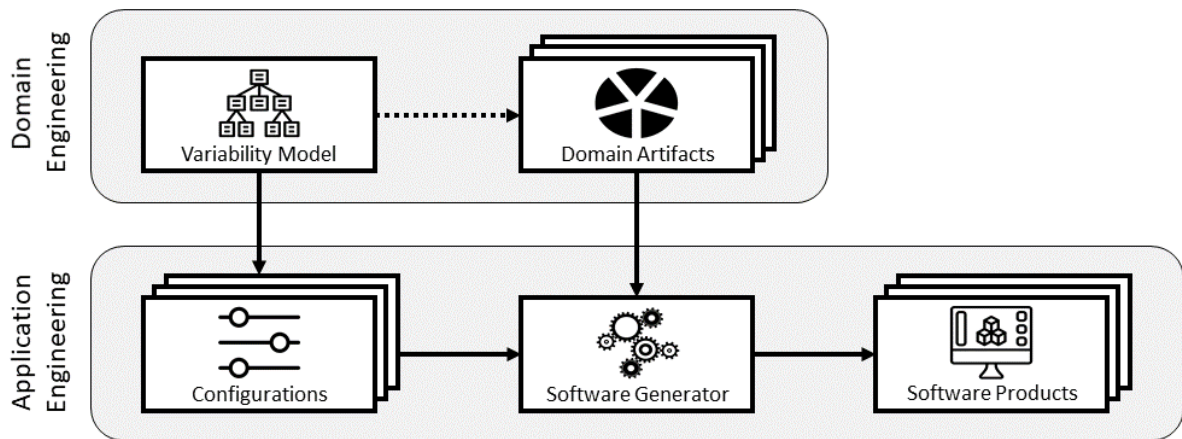 Domain
Engineering
Variability Model
Domain Artifacts
Application
Engineering
Configurations
Software Generator
Software Products